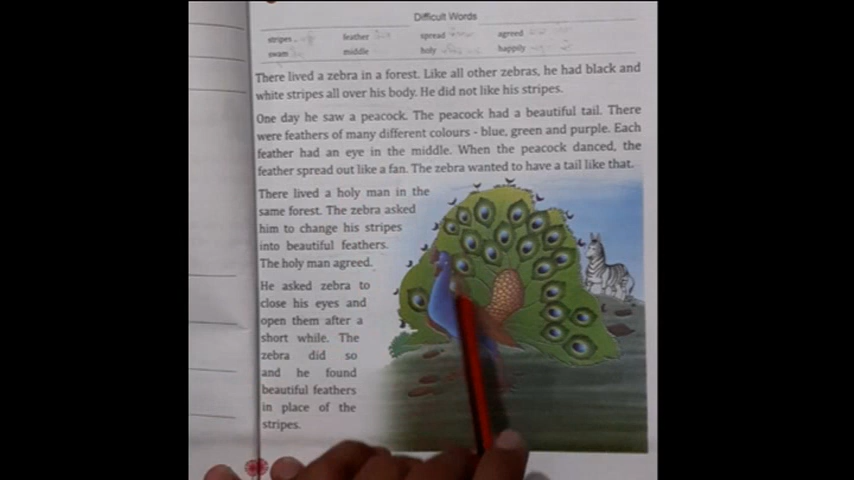 Difficult Words
stripes feather spread agreed
swam middle holy happily
There lived a zebra in a forest. Like all other zebras, he had black and
white stripes all over his body. He did not like his stripes.
One day he saw a peacock. The peacock had a beautiful tail. There
were feathers of many different colours - blue, green and purple. Each
feather had an eye in the middle. When the peacock danced, the
feather spread out like a fan. The zebra wanted to have a tail like that.
There lived a holy man in the
same forest. The zebra asked
him to change his stripes
into beautiful feathers.
The holy man agreed.
He asked zebra to
close his eyes and
open them after a
short while. The
zebra did so
and he found
beautiful feathers
in place of the
stripes.